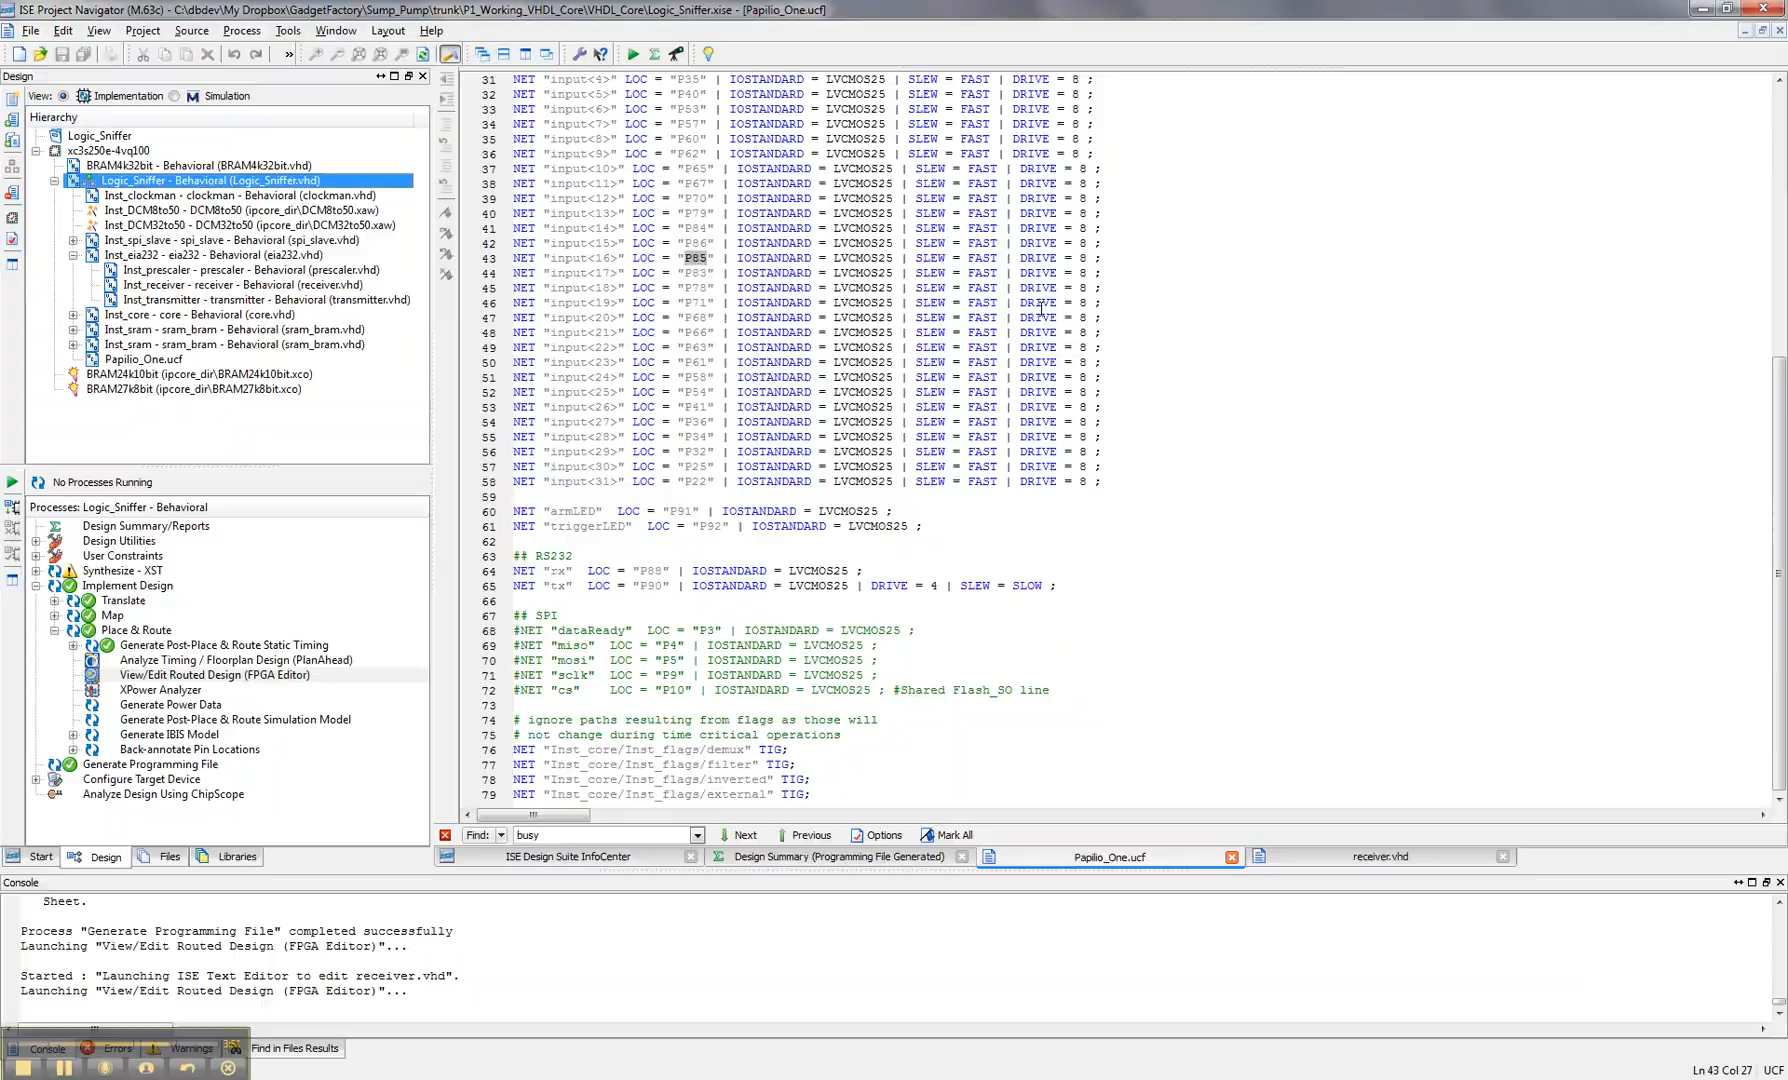 ISE Project Navigator (M.63c) - C:\dbdev\My Dropbox\GadgetFactory\Sump_Pump\trunk\P1_Working_VHDL_Core\VHDL_Core\Logic_Sniffer.xise - [Papilio_One.ucf]
File Edit View Project Source Process Tools Window Layout Help
Design
View: Implementation Simulation
Hierarchy
Logic_Sniffer
xc3s250e-4vq100
BRAM4k32bit - Behavioral (BRAM4k32bit.vhd)
Logic_Sniffer - Behavioral (Logic_Sniffer.vhd)
Inst_clockman - clockman - Behavioral (clockman.vhd)
Inst_DCM8to50 - DCM8to50 (ipcore_dir\DCM8to50.xaw)
Inst_DCM32to50 - DCM32to50 (ipcore_dir\DCM32to50.xaw)
Inst_spi_slave - spi_slave - Behavioral (spi_slave.vhd)
Inst_eia232 - eia232 - Behavioral (eia232.vhd)
Inst_prescaler - prescaler - Behavioral (prescaler.vhd)
Inst_receiver - receiver - Behavioral (receiver.vhd)
Inst_transmitter - transmitter - Behavioral (transmitter.vhd)
Inst_core - core - Behavioral (core.vhd)
Inst_sram - sram_bram - Behavioral (sram_bram.vhd)
Inst_sram - sram_bram - Behavioral (sram_bram.vhd)
Papilio_One.ucf
BRAM24k10bit (ipcore_dir\BRAM24k10bit.xco)
BRAM27k8bit (ipcore_dir\BRAM27k8bit.xco)
No Processes Running
Processes: Logic_Sniffer - Behavioral
Design Summary/Reports
Design Utilities
User Constraints
Synthesize - XST
Implement Design
Translate
Map
Place & Route
Generate Post-Place & Route Static Timing
Analyze Timing / Floorplan Design (PlanAhead)
View/Edit Routed Design (FPGA Editor)
XPower Analyzer
Generate Power Data
Generate Post-Place & Route Simulation Model
Generate IBIS Model
Back-annotate Pin Locations
Generate Programming File
Configure Target Device
Analyze Design Using ChipScope
Start Design Files Libraries
31 NET "input<4>" LOC = "P35" | IOSTANDARD = LVCMOS25 | SLEW = FAST | DRIVE = 8 ;
32 NET "input<5>" LOC = "P40" | IOSTANDARD = LVCMOS25 | SLEW = FAST | DRIVE = 8 ;
33 NET "input<6>" LOC = "P53" | IOSTANDARD = LVCMOS25 | SLEW = FAST | DRIVE = 8 ;
34 NET "input<7>" LOC = "P57" | IOSTANDARD = LVCMOS25 | SLEW = FAST | DRIVE = 8 ;
35 NET "input<8>" LOC = "P60" | IOSTANDARD = LVCMOS25 | SLEW = FAST | DRIVE = 8 ;
36 NET "input<9>" LOC = "P62" | IOSTANDARD = LVCMOS25 | SLEW = FAST | DRIVE = 8 ;
37 NET "input<10>" LOC = "P65" | IOSTANDARD = LVCMOS25 | SLEW = FAST | DRIVE = 8 ;
38 NET "input<11>" LOC = "P67" | IOSTANDARD = LVCMOS25 | SLEW = FAST | DRIVE = 8 ;
39 NET "input<12>" LOC = "P70" | IOSTANDARD = LVCMOS25 | SLEW = FAST | DRIVE = 8 ;
40 NET "input<13>" LOC = "P79" | IOSTANDARD = LVCMOS25 | SLEW = FAST | DRIVE = 8 ;
41 NET "input<14>" LOC = "P84" | IOSTANDARD = LVCMOS25 | SLEW = FAST | DRIVE = 8 ;
42 NET "input<15>" LOC = "P86" | IOSTANDARD = LVCMOS25 | SLEW = FAST | DRIVE = 8 ;
43 NET "input<16>" LOC = "P85" | IOSTANDARD = LVCMOS25 | SLEW = FAST | DRIVE = 8 ;
44 NET "input<17>" LOC = "P83" | IOSTANDARD = LVCMOS25 | SLEW = FAST | DRIVE = 8 ;
45 NET "input<18>" LOC = "P78" | IOSTANDARD = LVCMOS25 | SLEW = FAST | DRIVE = 8 ;
46 NET "input<19>" LOC = "P71" | IOSTANDARD = LVCMOS25 | SLEW = FAST | DRIVE = 8 ;
47 NET "input<20>" LOC = "P68" | IOSTANDARD = LVCMOS25 | SLEW = FAST | DRIVE = 8 ;
48 NET "input<21>" LOC = "P66" | IOSTANDARD = LVCMOS25 | SLEW = FAST | DRIVE = 8 ;
49 NET "input<22>" LOC = "P63" | IOSTANDARD = LVCMOS25 | SLEW = FAST | DRIVE = 8 ;
50 NET "input<23>" LOC = "P61" | IOSTANDARD = LVCMOS25 | SLEW = FAST | DRIVE = 8 ;
51 NET "input<24>" LOC = "P58" | IOSTANDARD = LVCMOS25 | SLEW = FAST | DRIVE = 8 ;
52 NET "input<25>" LOC = "P54" | IOSTANDARD = LVCMOS25 | SLEW = FAST | DRIVE = 8 ;
53 NET "input<26>" LOC = "P41" | IOSTANDARD = LVCMOS25 | SLEW = FAST | DRIVE = 8 ;
54 NET "input<27>" LOC = "P36" | IOSTANDARD = LVCMOS25 | SLEW = FAST | DRIVE = 8 ;
55 NET "input<28>" LOC = "P34" | IOSTANDARD = LVCMOS25 | SLEW = FAST | DRIVE = 8 ;
56 NET "input<29>" LOC = "P32" | IOSTANDARD = LVCMOS25 | SLEW = FAST | DRIVE = 8 ;
57 NET "input<30>" LOC = "P25" | IOSTANDARD = LVCMOS25 | SLEW = FAST | DRIVE = 8 ;
58 NET "input<31>" LOC = "P22" | IOSTANDARD = LVCMOS25 | SLEW = FAST | DRIVE = 8 ;
59
60 NET "armLED" LOC = "P91" | IOSTANDARD = LVCMOS25 ;
61 NET "triggerLED" LOC = "P92" | IOSTANDARD = LVCMOS25 ;
62
63 ## RS232
64 NET "rx" LOC = "P88" | IOSTANDARD = LVCMOS25 ;
65 NET "tx" LOC = "P90" | IOSTANDARD = LVCMOS25 | DRIVE = 4 | SLEW = SLOW ;
66
67 ## SPI
68 #NET "dataReady" LOC = "P3" | IOSTANDARD = LVCMOS25 ;
69 #NET "miso" LOC = "P4" | IOSTANDARD = LVCMOS25 ;
70 #NET "mosi" LOC = "P5" | IOSTANDARD = LVCMOS25 ;
71 #NET "sclk" LOC = "P9" | IOSTANDARD = LVCMOS25 ;
72 #NET "cs" LOC = "P10" | IOSTANDARD = LVCMOS25 ; #Shared Flash_SO line
73
74 # ignore paths resulting from flags as those will
75 # not change during time critical operations
76 NET "Inst_core/Inst_flags/demux" TIG;
77 NET "Inst_core/Inst_flags/filter" TIG;
78 NET "Inst_core/Inst_flags/inverted" TIG;
79 NET "Inst_core/Inst_flags/external" TIG;
Find: busy Next Previous Options Mark All
ISE Design Suite InfoCenter Design Summary (Programming File Generated) Papilio_One.ucf receiver.vhd
Console
Sheet.
Process "Generate Programming File" completed successfully
Launching "View/Edit Routed Design (FPGA Editor)"...
Started : "Launching ISE Text Editor to edit receiver.vhd".
Launching "View/Edit Routed Design (FPGA Editor)"...
Console Errors Warnings Find in Files Results
Ln 43 Col 27 UCF